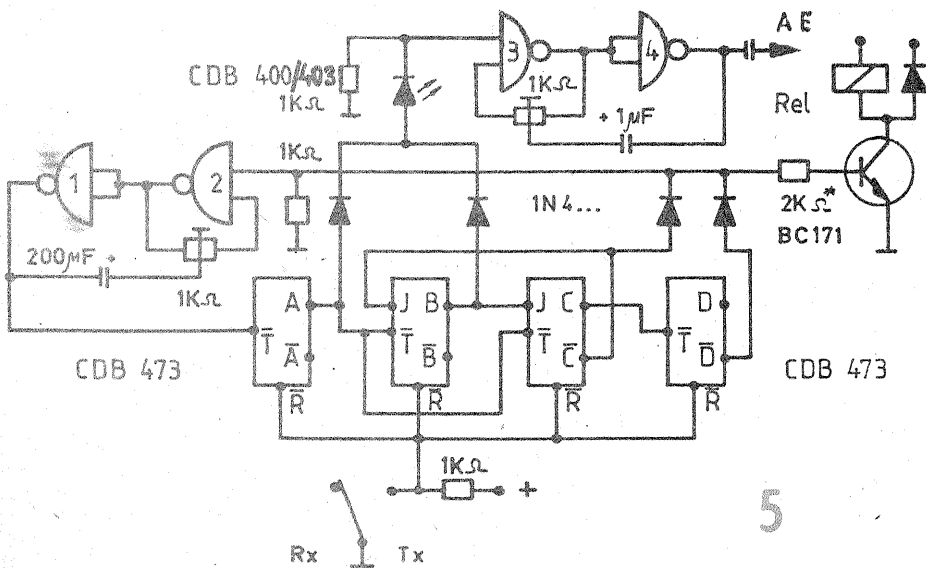 AE
CDB 400/403
1KΩ
3
4
1KΩ
+ 1µF
Rel
1
2
1KΩ
1N4...
2KΩ*
BC171
200µF +
1KΩ
A
T̅
A̅
R̅
J
B
T̅
B̅
R̅
J
C
T̅
C̅
R̅
D
T̅
D̅
R̅
CDB 473
CDB 473
1KΩ
+
Rx
Tx
5